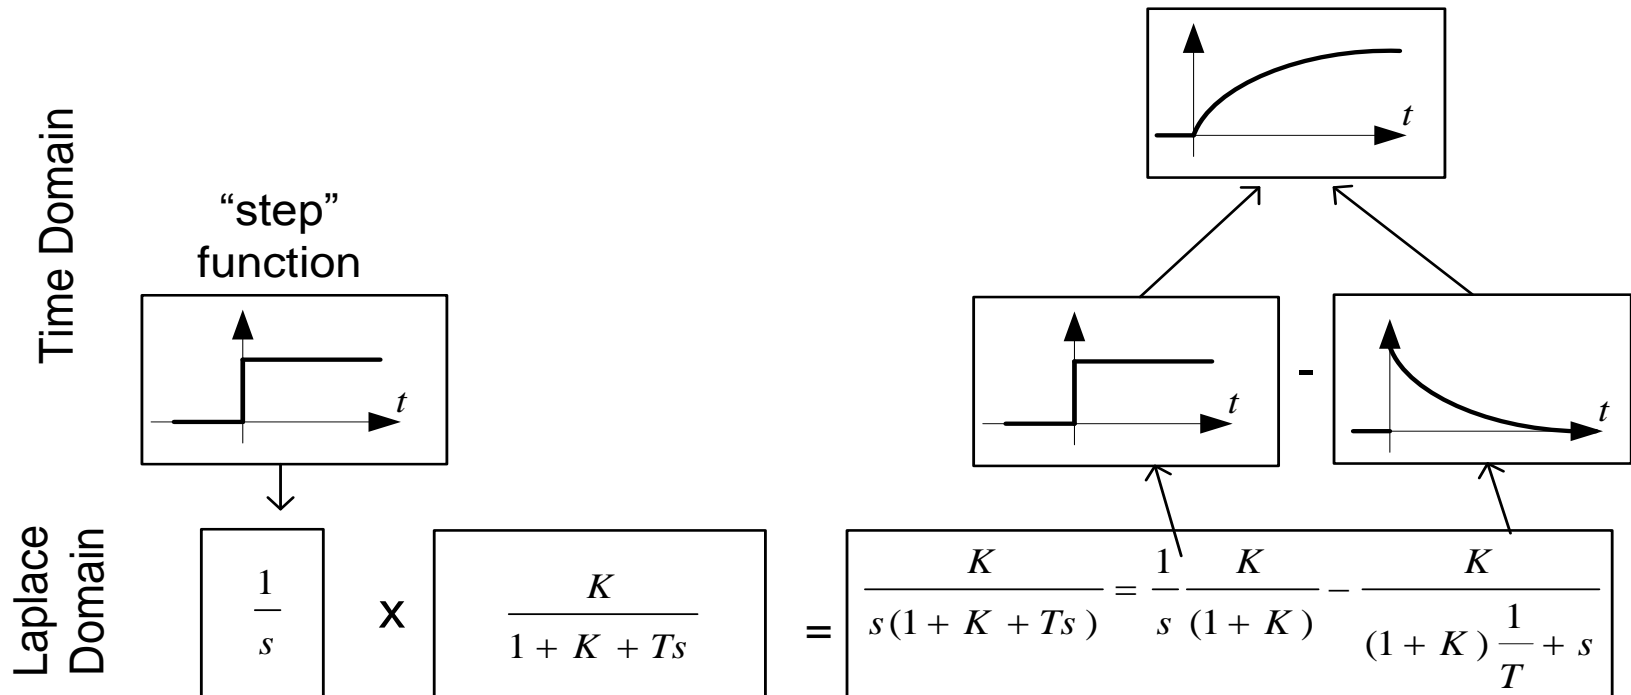 Time Domain
“step”
function
t
t
t
t
Laplace
Domain
1/s
x
K/(1 + K + Ts)
=
K/(s(1 + K + Ts)) = 1/s K/(1 + K) − K/((1 + K) 1/T + s)
-